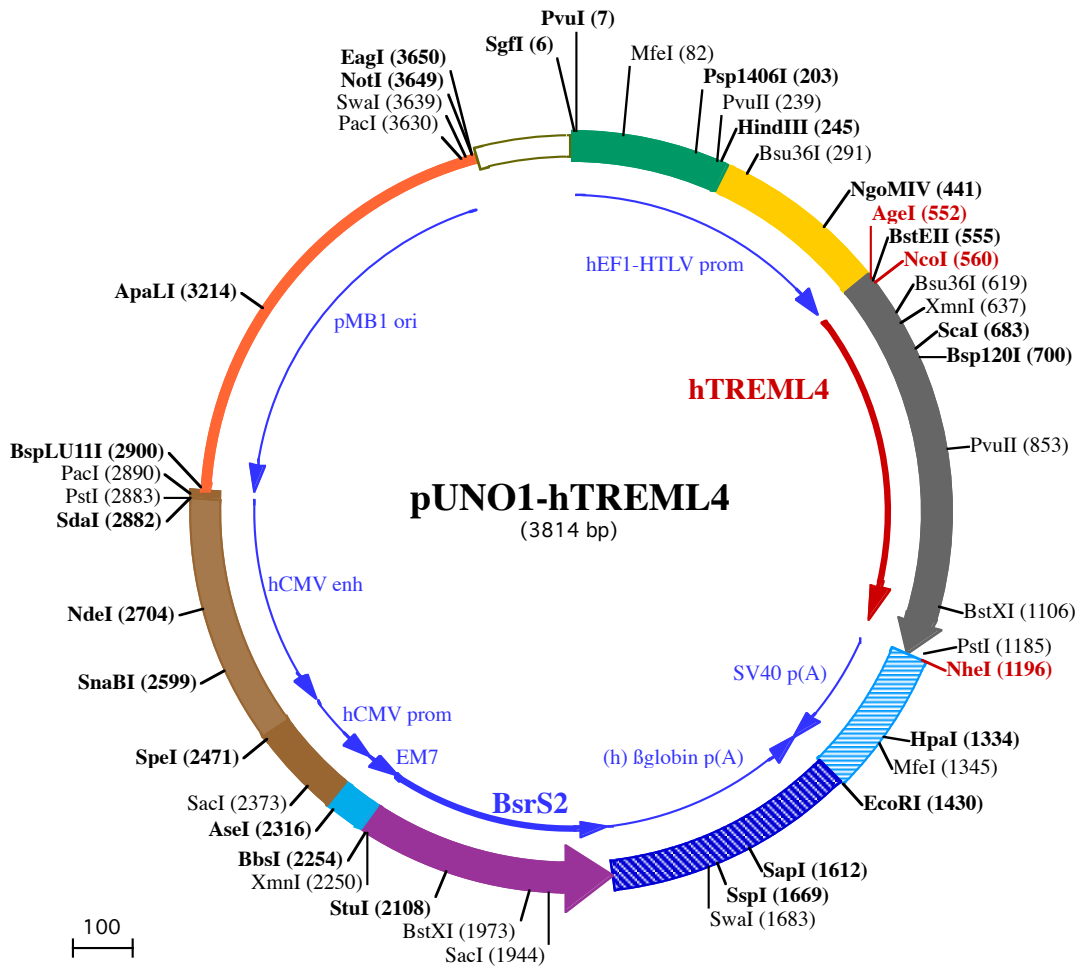 PvuI (7)
SgfI (6)
MfeI (82)
Psp1406I (203)
PvuII (239)
HindIII (245)
Bsu36I (291)
NgoMIV (441)
AgeI (552)
BstEII (555)
NcoI (560)
Bsu36I (619)
XmnI (637)
ScaI (683)
Bsp120I (700)
PvuII (853)
BstXI (1106)
PstI (1185)
NheI (1196)
HpaI (1334)
MfeI (1345)
EcoRI (1430)
SapI (1612)
SspI (1669)
SwaI (1683)
SacI (1944)
BstXI (1973)
StuI (2108)
XmnI (2250)
BbsI (2254)
AseI (2316)
SacI (2373)
SpeI (2471)
SnaBI (2599)
NdeI (2704)
SdaI (2882)
PstI (2883)
PacI (2890)
BspLU11I (2900)
ApaLI (3214)
PacI (3630)
SwaI (3639)
NotI (3649)
EagI (3650)
hEF1-HTLV prom
hTREML4
SV40 p(A)
(h) ßglobin p(A)
BsrS2
EM7
hCMV prom
hCMV enh
pMB1 ori
pUNO1-hTREML4
(3814 bp)
100